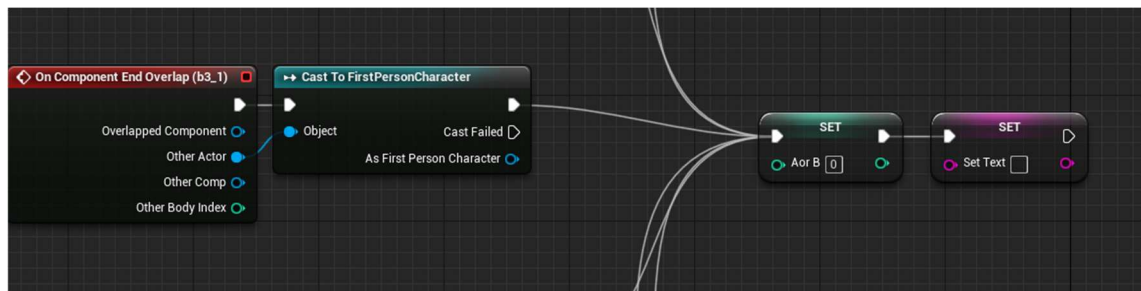 On Component End Overlap (b3_1)
Overlapped Component
Other Actor
Other Comp
Other Body Index
Cast To FirstPersonCharacter
Object
Cast Failed
As First Person Character
SET
Aor B 0
SET
Set Text